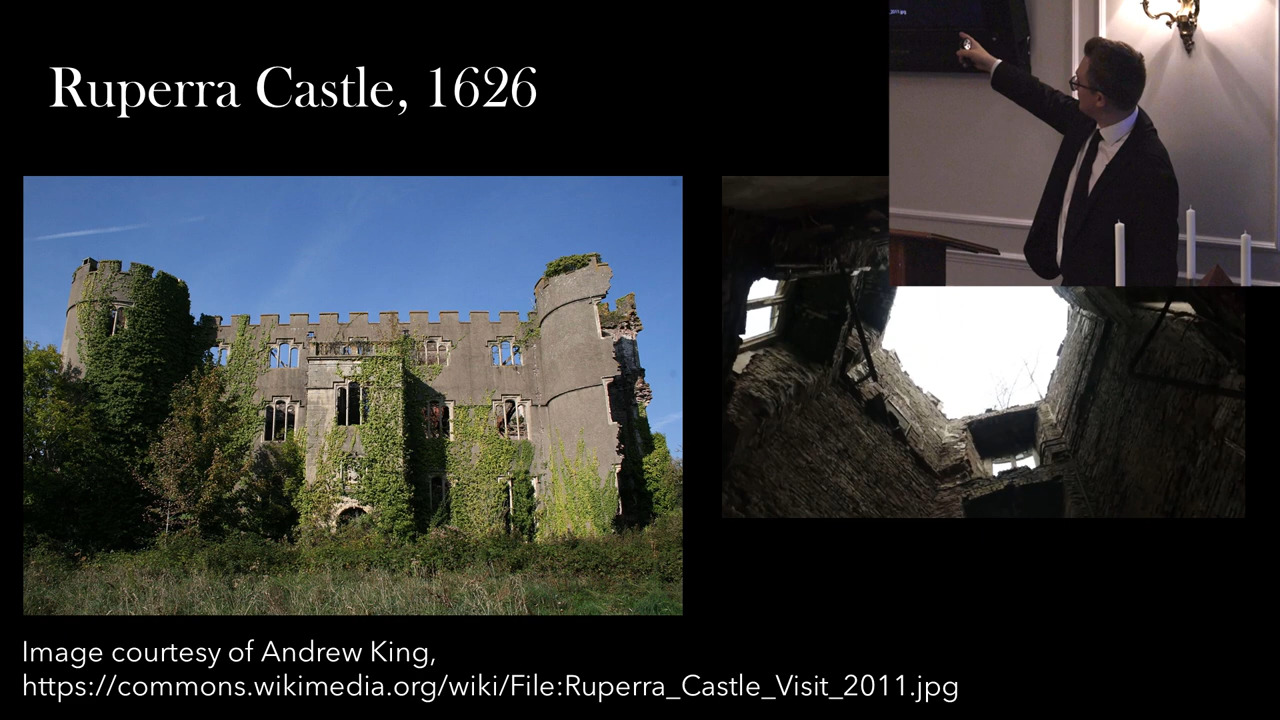 Ruperra Castle, 1626
Image courtesy of Andrew King,
https://commons.wikimedia.org/wiki/File:Ruperra_Castle_Visit_2011.jpg